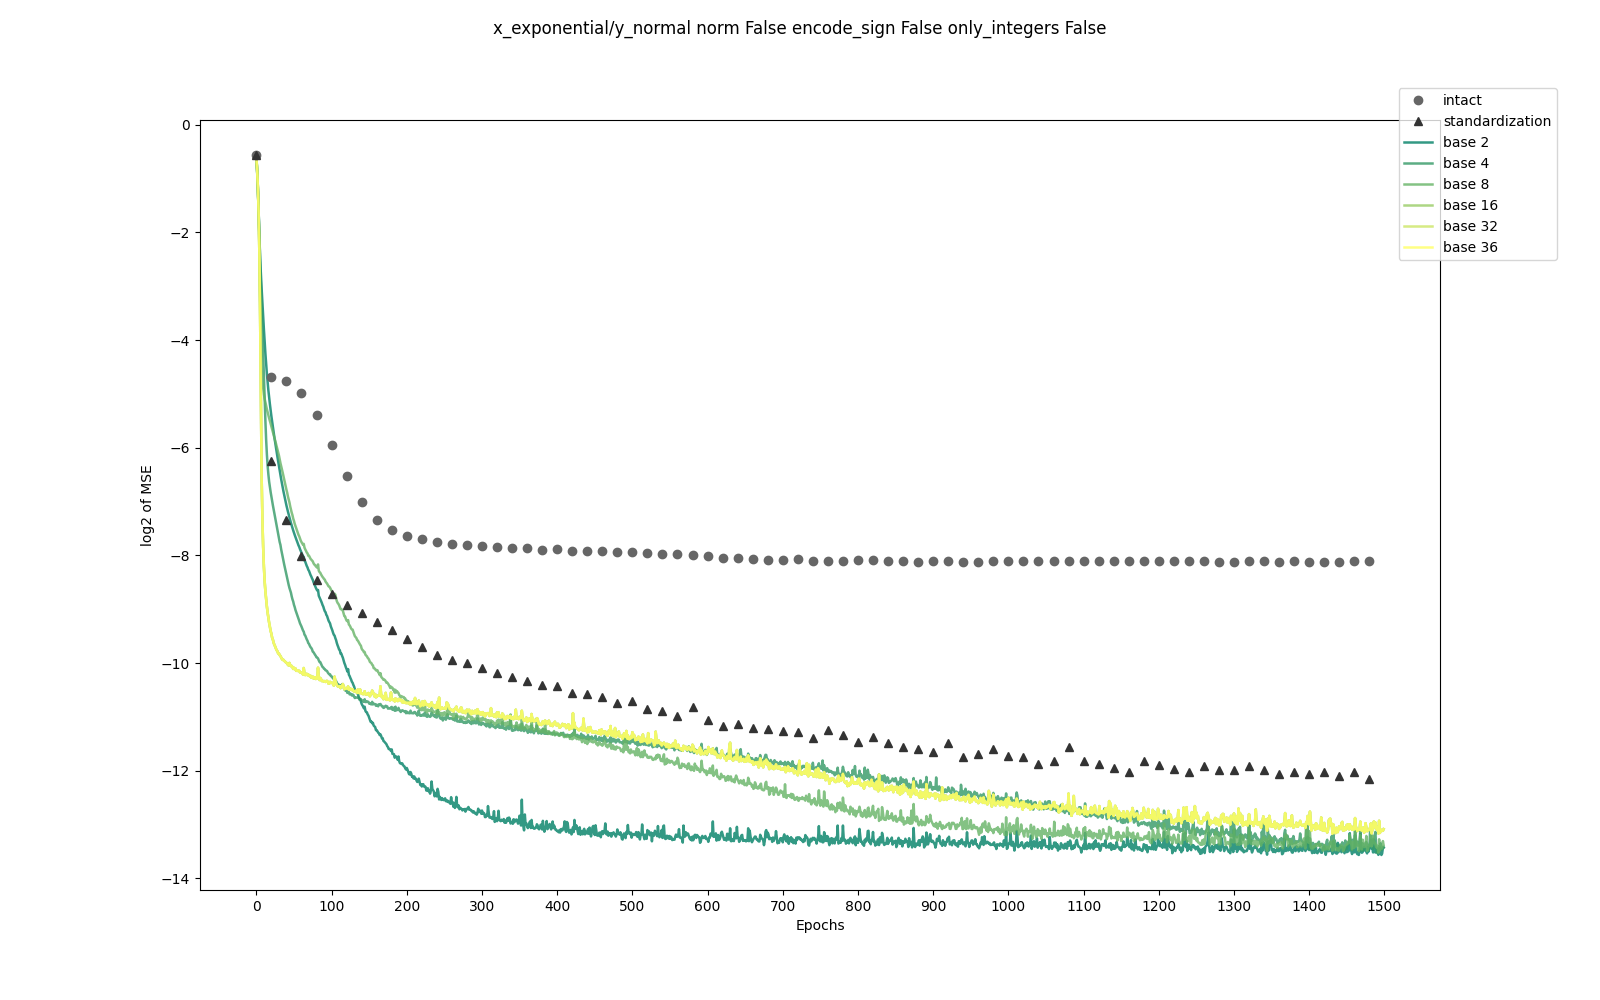 x_exponential/y_normal norm False encode_sign False only_integers False
intact
standardization
base 2
base 4
base 8
base 16
base 32
base 36
log2 of MSE
0
−2
−4
−6
−8
−10
−12
−14
0 100 200 300 400 500 600 700 800 900 1000 1100 1200 1300 1400 1500
Epochs